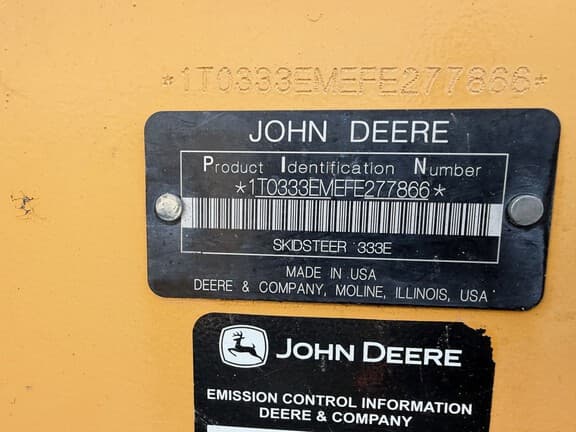 *1T0333EMEFE277866*
JOHN DEERE
Product Identification Number
*1T0333EMEFE277866*
SKIDSTEER 333E
MADE IN USA
DEERE & COMPANY, MOLINE, ILLINOIS, USA
JOHN DEERE
EMISSION CONTROL INFORMATION
DEERE & COMPANY